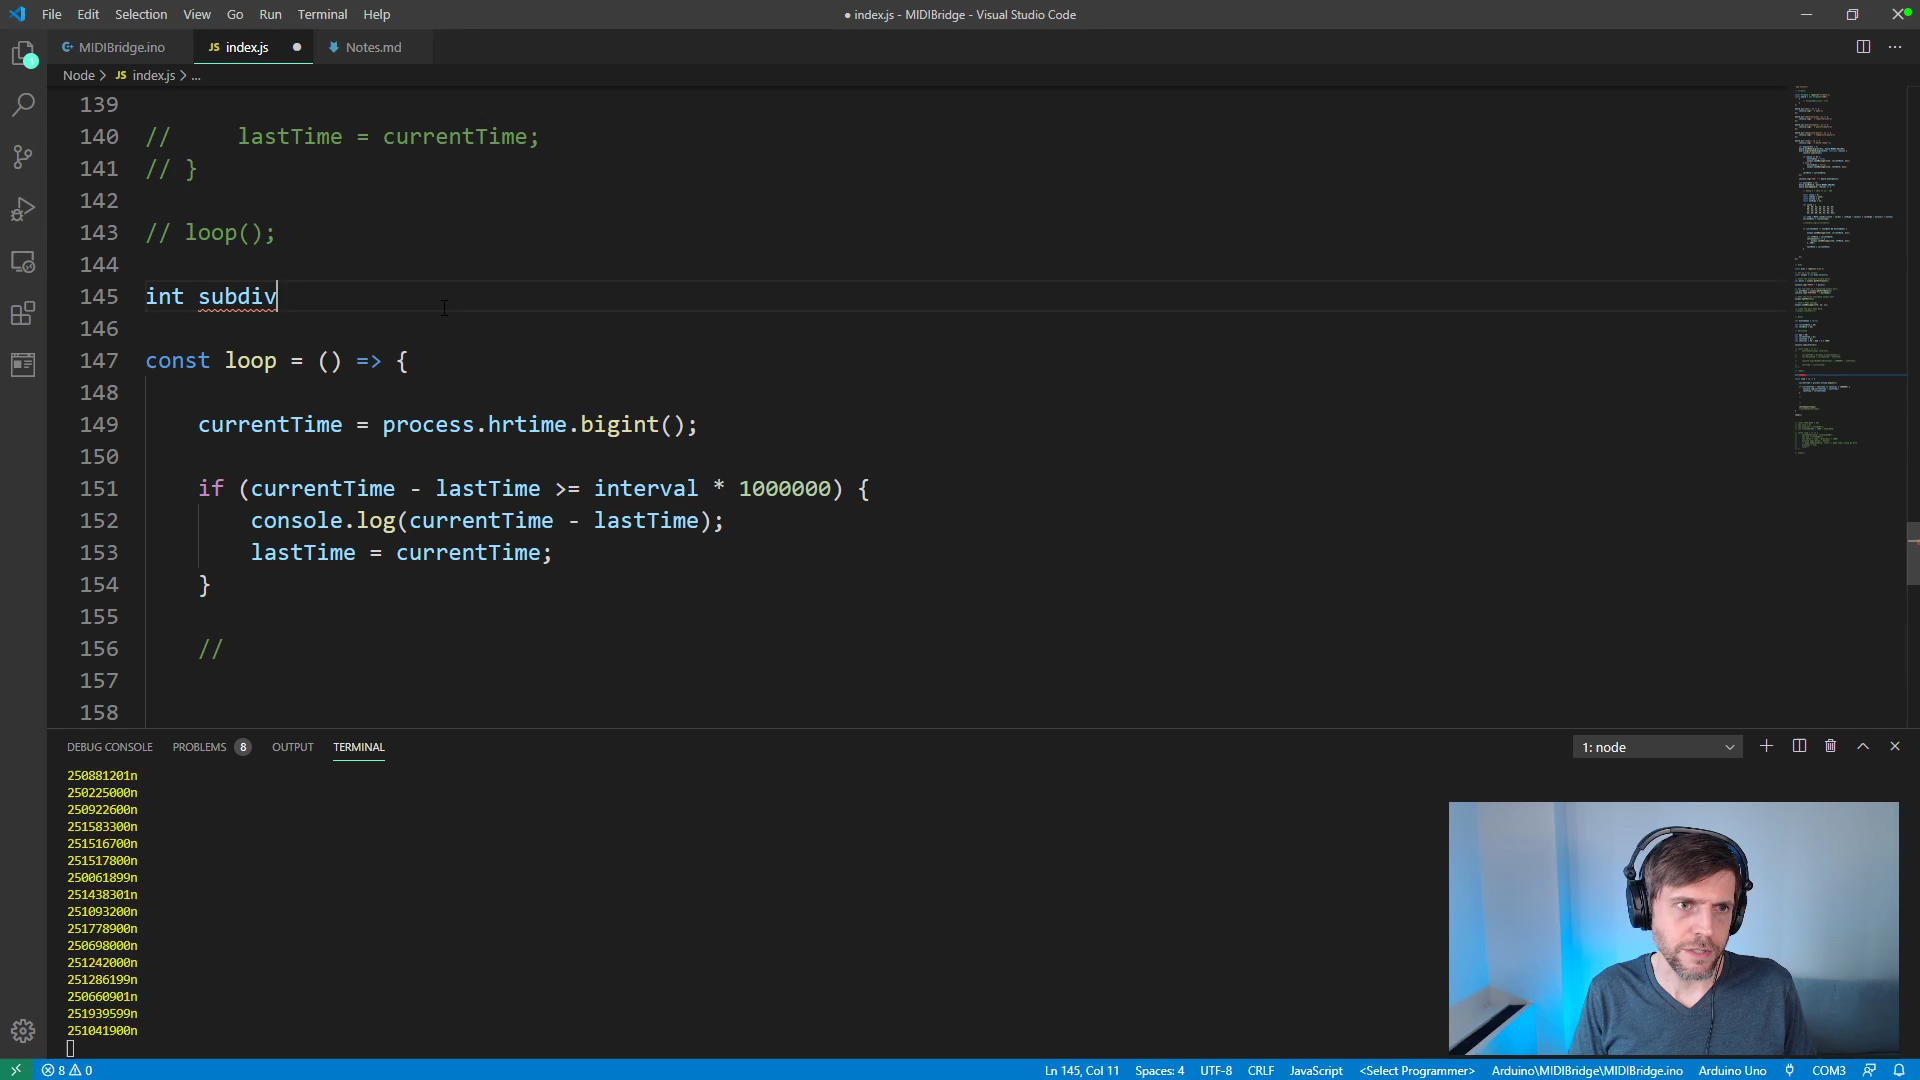 File Edit Selection View Go Run Terminal Help
● index.js - MIDIBridge - Visual Studio Code
MIDIBridge.ino
JS index.js ●
Notes.md
Node > JS index.js > ...
139
140 //     lastTime = currentTime;
141 // }
142
143 // loop();
144
145 int subdiv
146
147 const loop = () => {
148
149     currentTime = process.hrtime.bigint();
150
151     if (currentTime - lastTime >= interval * 1000000) {
152         console.log(currentTime - lastTime);
153         lastTime = currentTime;
154     }
155
156     //
157
158
DEBUG CONSOLE PROBLEMS 8 OUTPUT TERMINAL
1: node
250881201n
250225000n
250922600n
251583300n
251516700n
251517800n
250061899n
251438301n
251093200n
251778900n
250698000n
251242000n
251286199n
250660901n
251939599n
251041900n
8 0
Ln 145, Col 11 Spaces: 4 UTF-8 CRLF JavaScript <Select Programmer> Arduino\MIDIBridge\MIDIBridge.ino Arduino Uno COM3